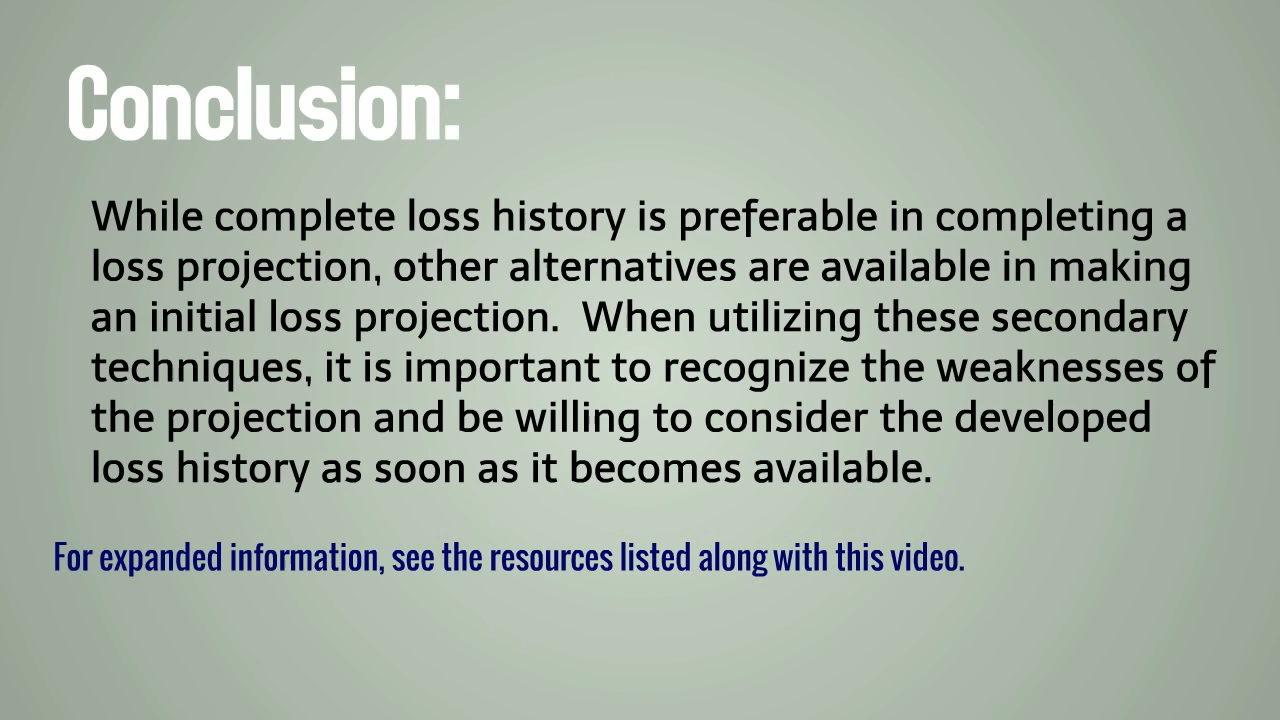 Conclusion:
While complete loss history is preferable in completing a
loss projection, other alternatives are available in making
an initial loss projection.  When utilizing these secondary
techniques, it is important to recognize the weaknesses of
the projection and be willing to consider the developed
loss history as soon as it becomes available.
For expanded information, see the resources listed along with this video.